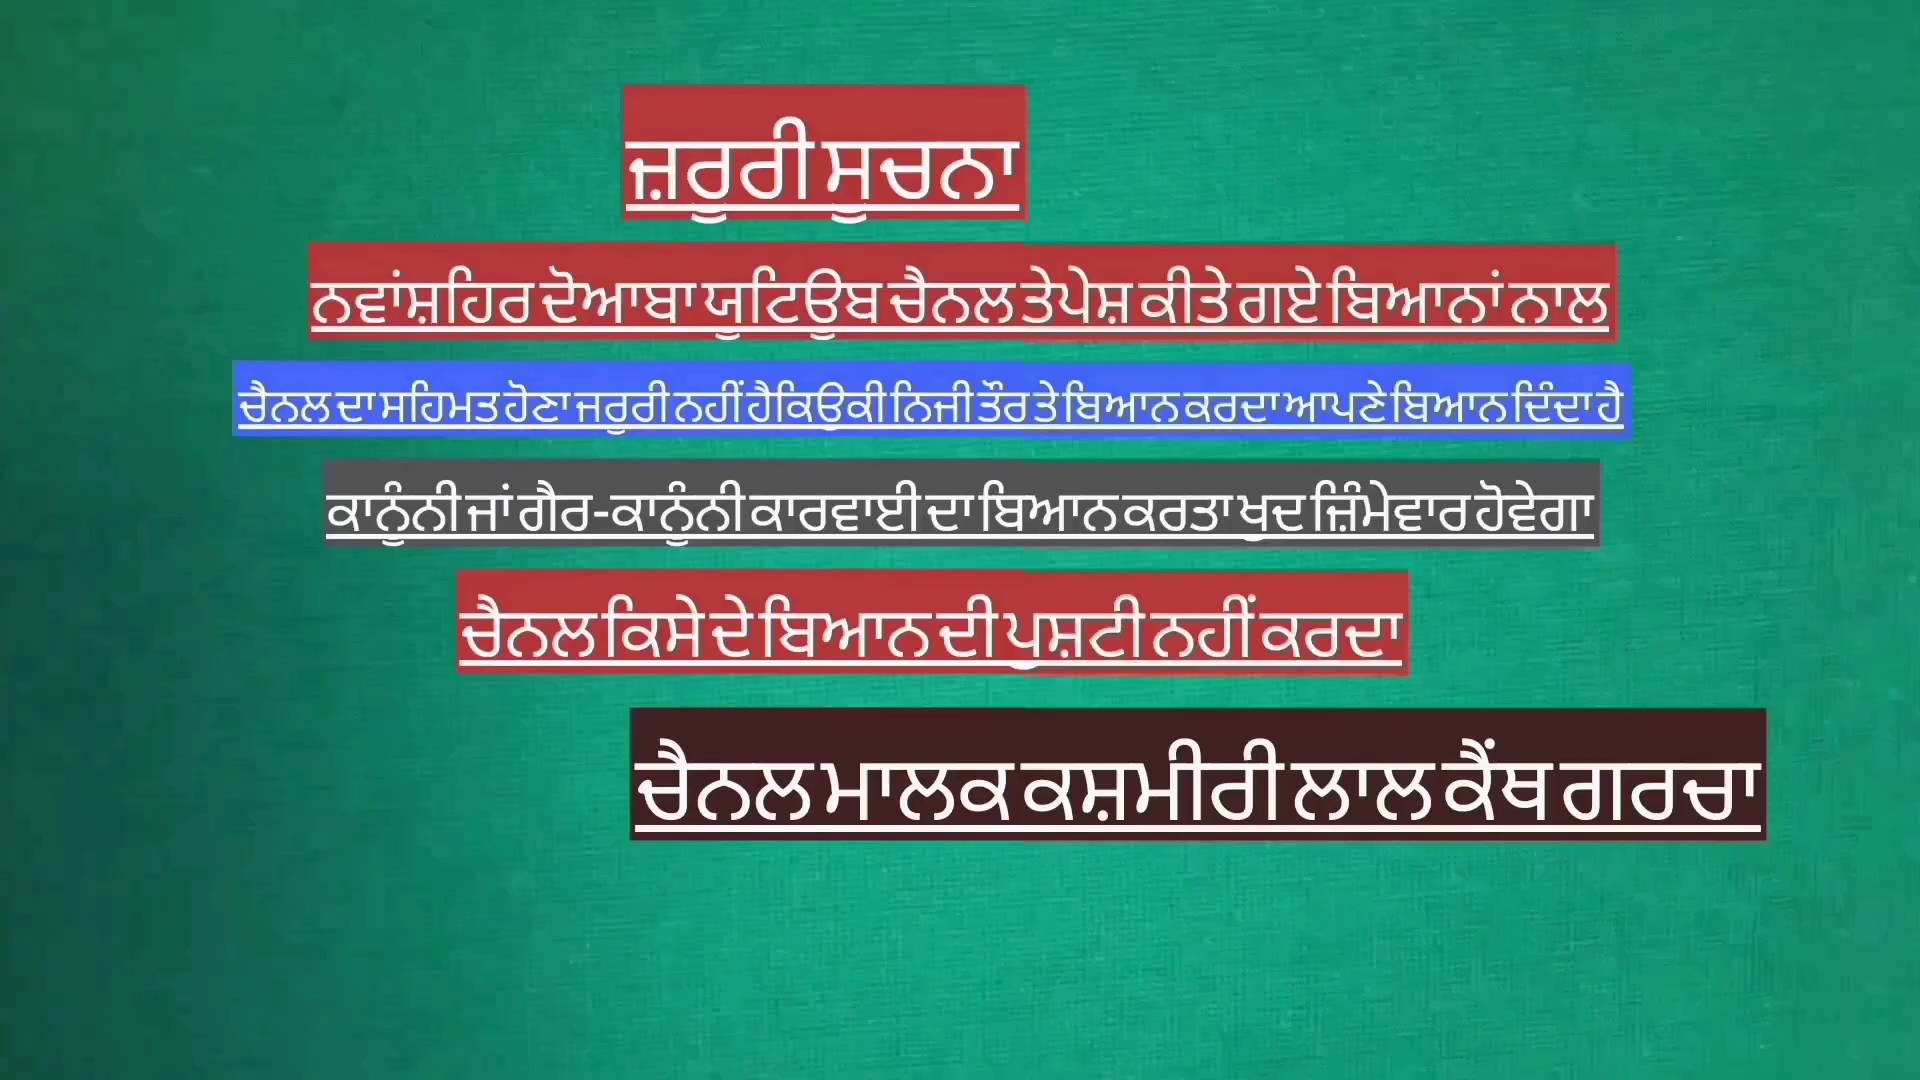 ਜ਼ਰੁਰੀ ਸੁਚਨਾ
ਨਵਾਂਸ਼ਹਿਰ ਦੋਆਬਾ ਯੁਟਿਊਬ ਚੈਨਲ ਤੇ ਪੇਸ਼ ਕੀਤੇ ਗਏ ਬਿਆਨਾਂ ਨਾਲ
ਚੈਨਲ ਦਾ ਸਹਿਮਤ ਹੋਣਾ ਜਰੁਰੀ ਨਹੀਂ ਹੈ ਕਿਉਕੀ ਨਿਜੀ ਤੌਰ ਤੇ ਬਿਆਨ ਕਰਦਾ ਆਪਣੇ ਬਿਆਨ ਦਿੰਦਾ ਹੈ
ਕਾਨੁੰਨੀ ਜਾਂ ਗੈਰ-ਕਾਨੁੰਨੀ ਕਾਰਵਾਈ ਦਾ ਬਿਆਨ ਕਰਤਾ ਖੁਦ ਜ਼ਿੰਮੇਵਾਰ ਹੋਵੇਗਾ
ਚੈਨਲ ਕਿਸੇ ਦੇ ਬਿਆਨ ਦੀ ਪੁਸ਼ਟੀ ਨਹੀਂ ਕਰਦਾ
ਚੈਨਲ ਮਾਲਕ ਕਸ਼ਮੀਰੀ ਲਾਲ ਕੈਂਥ ਗਰਚਾ